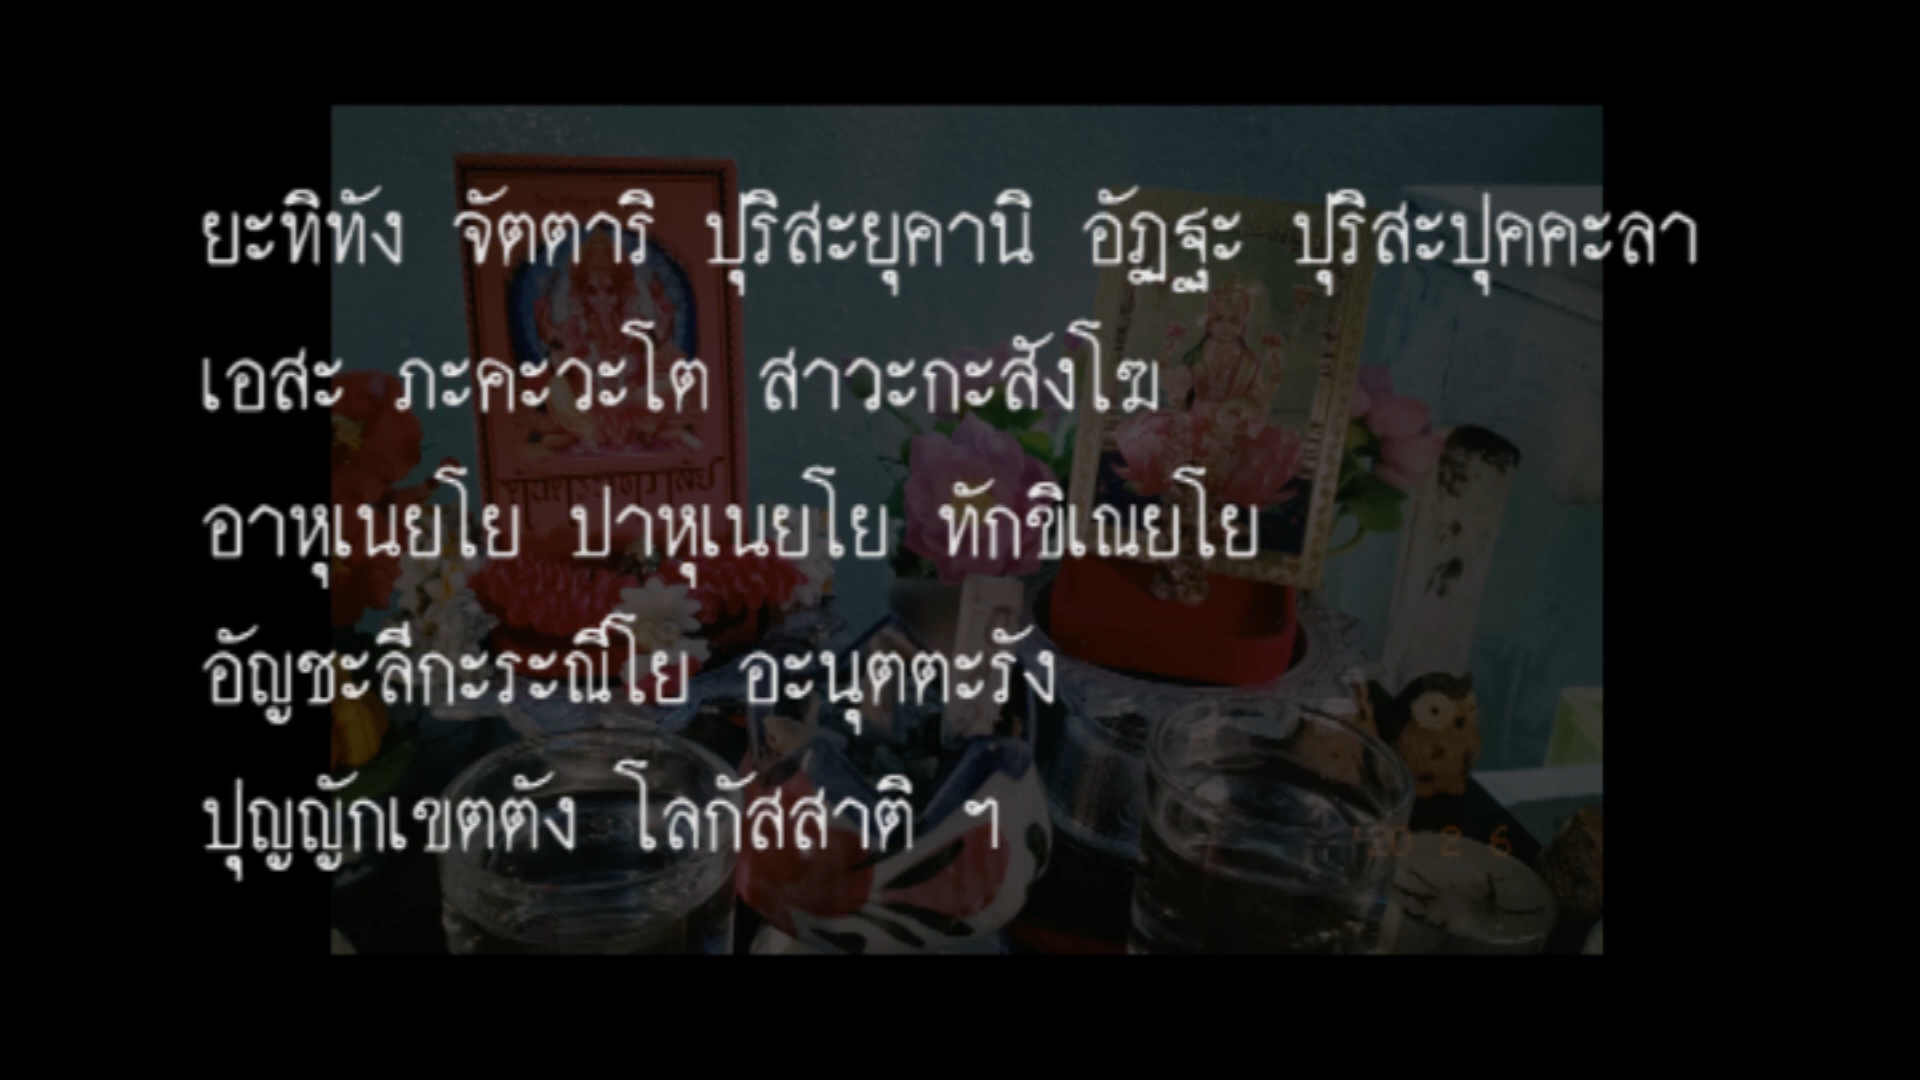 ยะทิทัง จัตตาริ ปุริสะยุคานิ อัฏฐะ ปุริสะปุคคะลา
เอสะ ภะคะวะโต สาวะกะสังโฆ
อาหุเนยโย ปาหุเนยโย ทักขิเณยโย
อัญชะลีกะระณีโย อะนุตตะรัง
ปุญญักเขตตัง โลกัสสาติ ฯ